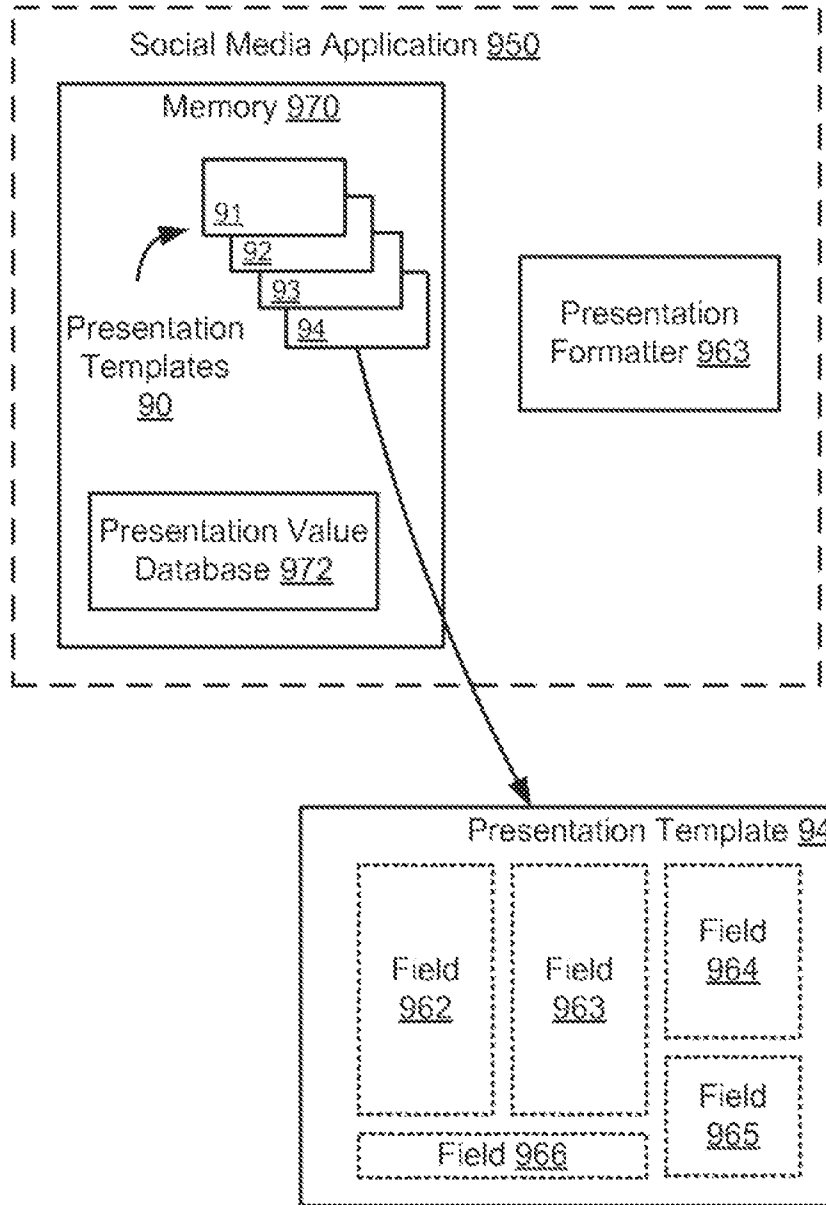 Social Media Application 950
Memory 970
91
92
93
94
Presentation
Templates
90
Presentation
Formatter 963
Presentation Value
Database 972
Presentation Template 94
Field
962
Field
963
Field
964
Field
965
Field 966